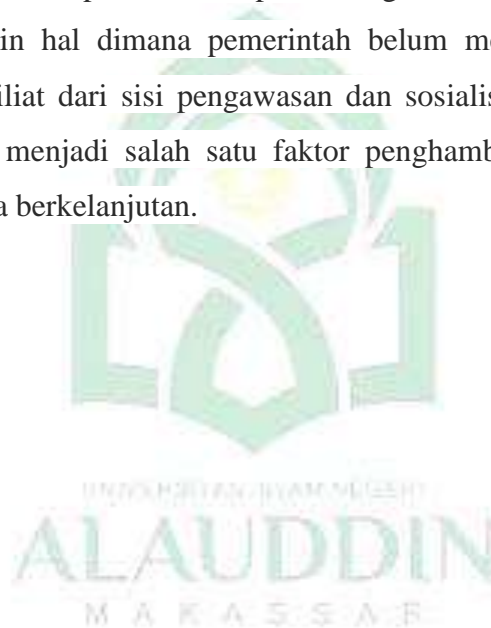 in hal dimana pemerintah belum me
iliat dari sisi pengawasan dan sosialis
menjadi salah satu faktor penghamb
a berkelanjutan.
UNIVERSITAS ISLAM NEGERI
ALAUDDIN
MAKASSAR